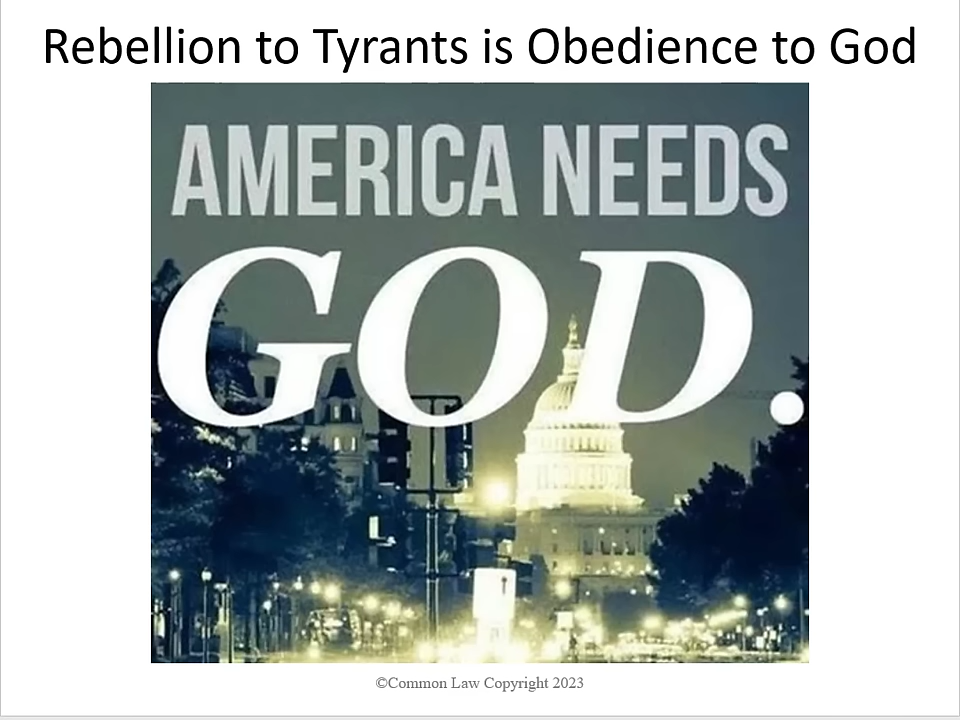 Rebellion to Tyrants is Obedience to God
AMERICA NEEDS
GOD.
©Common Law Copyright 2023